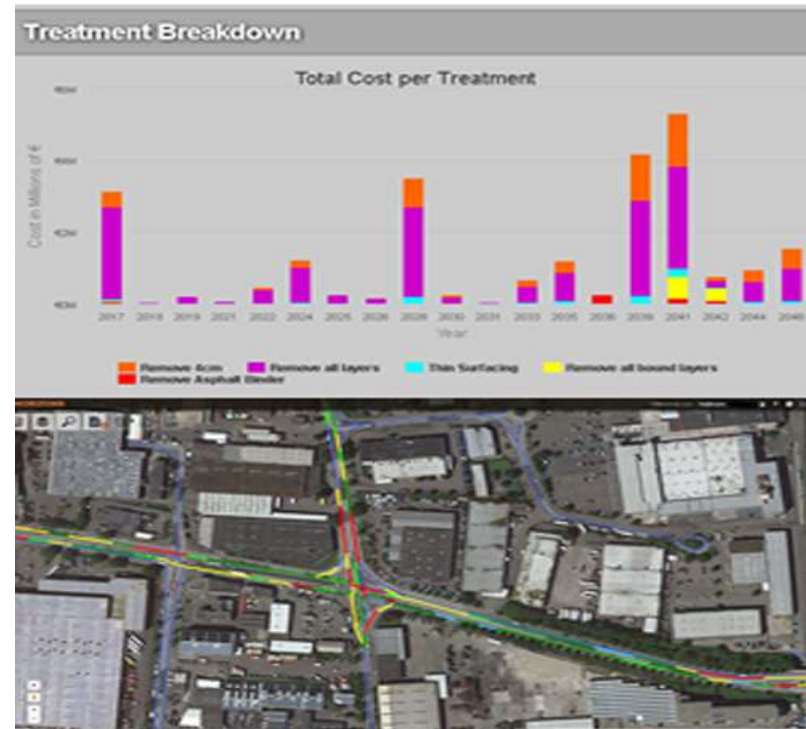 Treatment Breakdown
Total Cost per Treatment
Cost in Millions of €
2017 2018 2019 2021 2022 2024 2025 2026 2028 2030 2031 2033 2035 2036 2039 2041 2042 2044 2046
Year
Remove 4cm Remove all layers Thin Surfacing Remove all bound layers
Remove Asphalt Binder